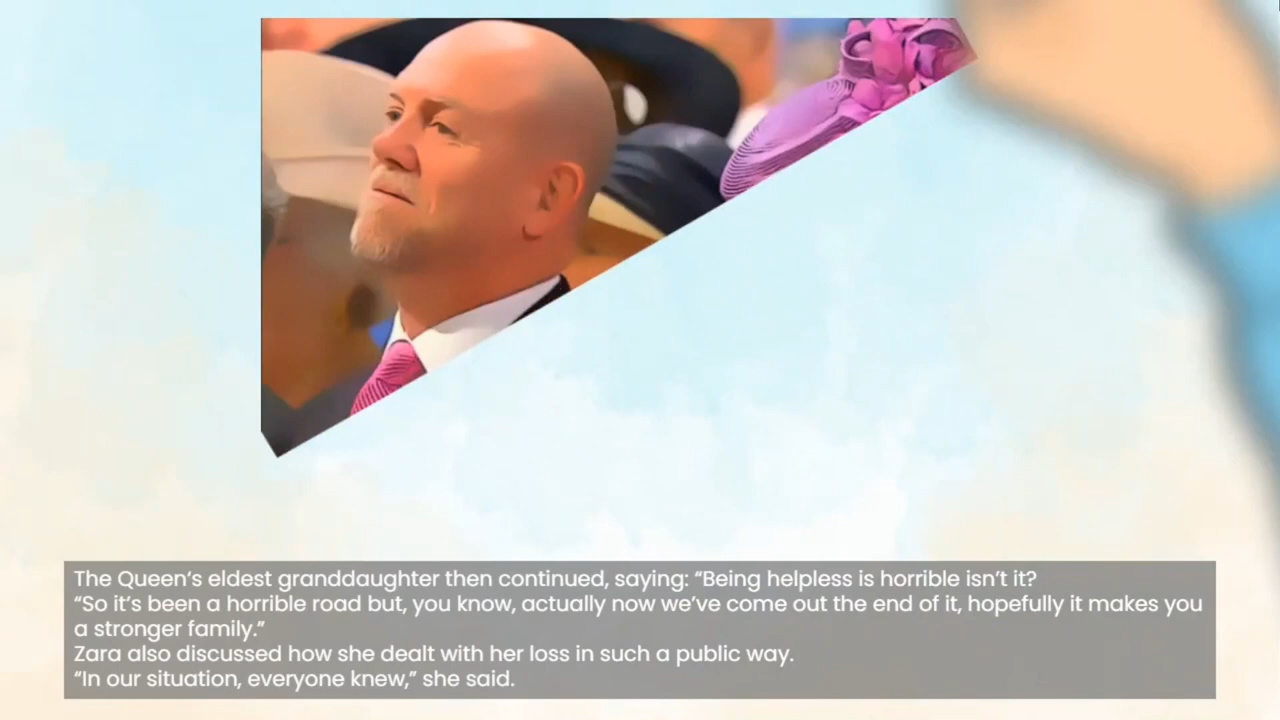 The Queen's eldest granddaughter then continued, saying: “Being helpless is horrible isn't it?
“So it's been a horrible road but, you know, actually now we've come out the end of it, hopefully it makes you
a stronger family.”
Zara also discussed how she dealt with her loss in such a public way.
“In our situation, everyone knew,” she said.